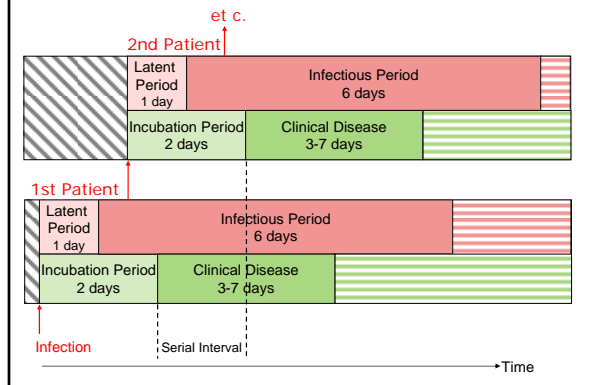 et c.
2nd Patient
Latent
Period
1 day
Infectious Period
6 days
Incubation Period
2 days
Clinical Disease
3-7 days
1st Patient
Latent
Period
1 day
Infectious Period
6 days
Incubation Period
2 days
Clinical Disease
3-7 days
Infection
Serial Interval
Time